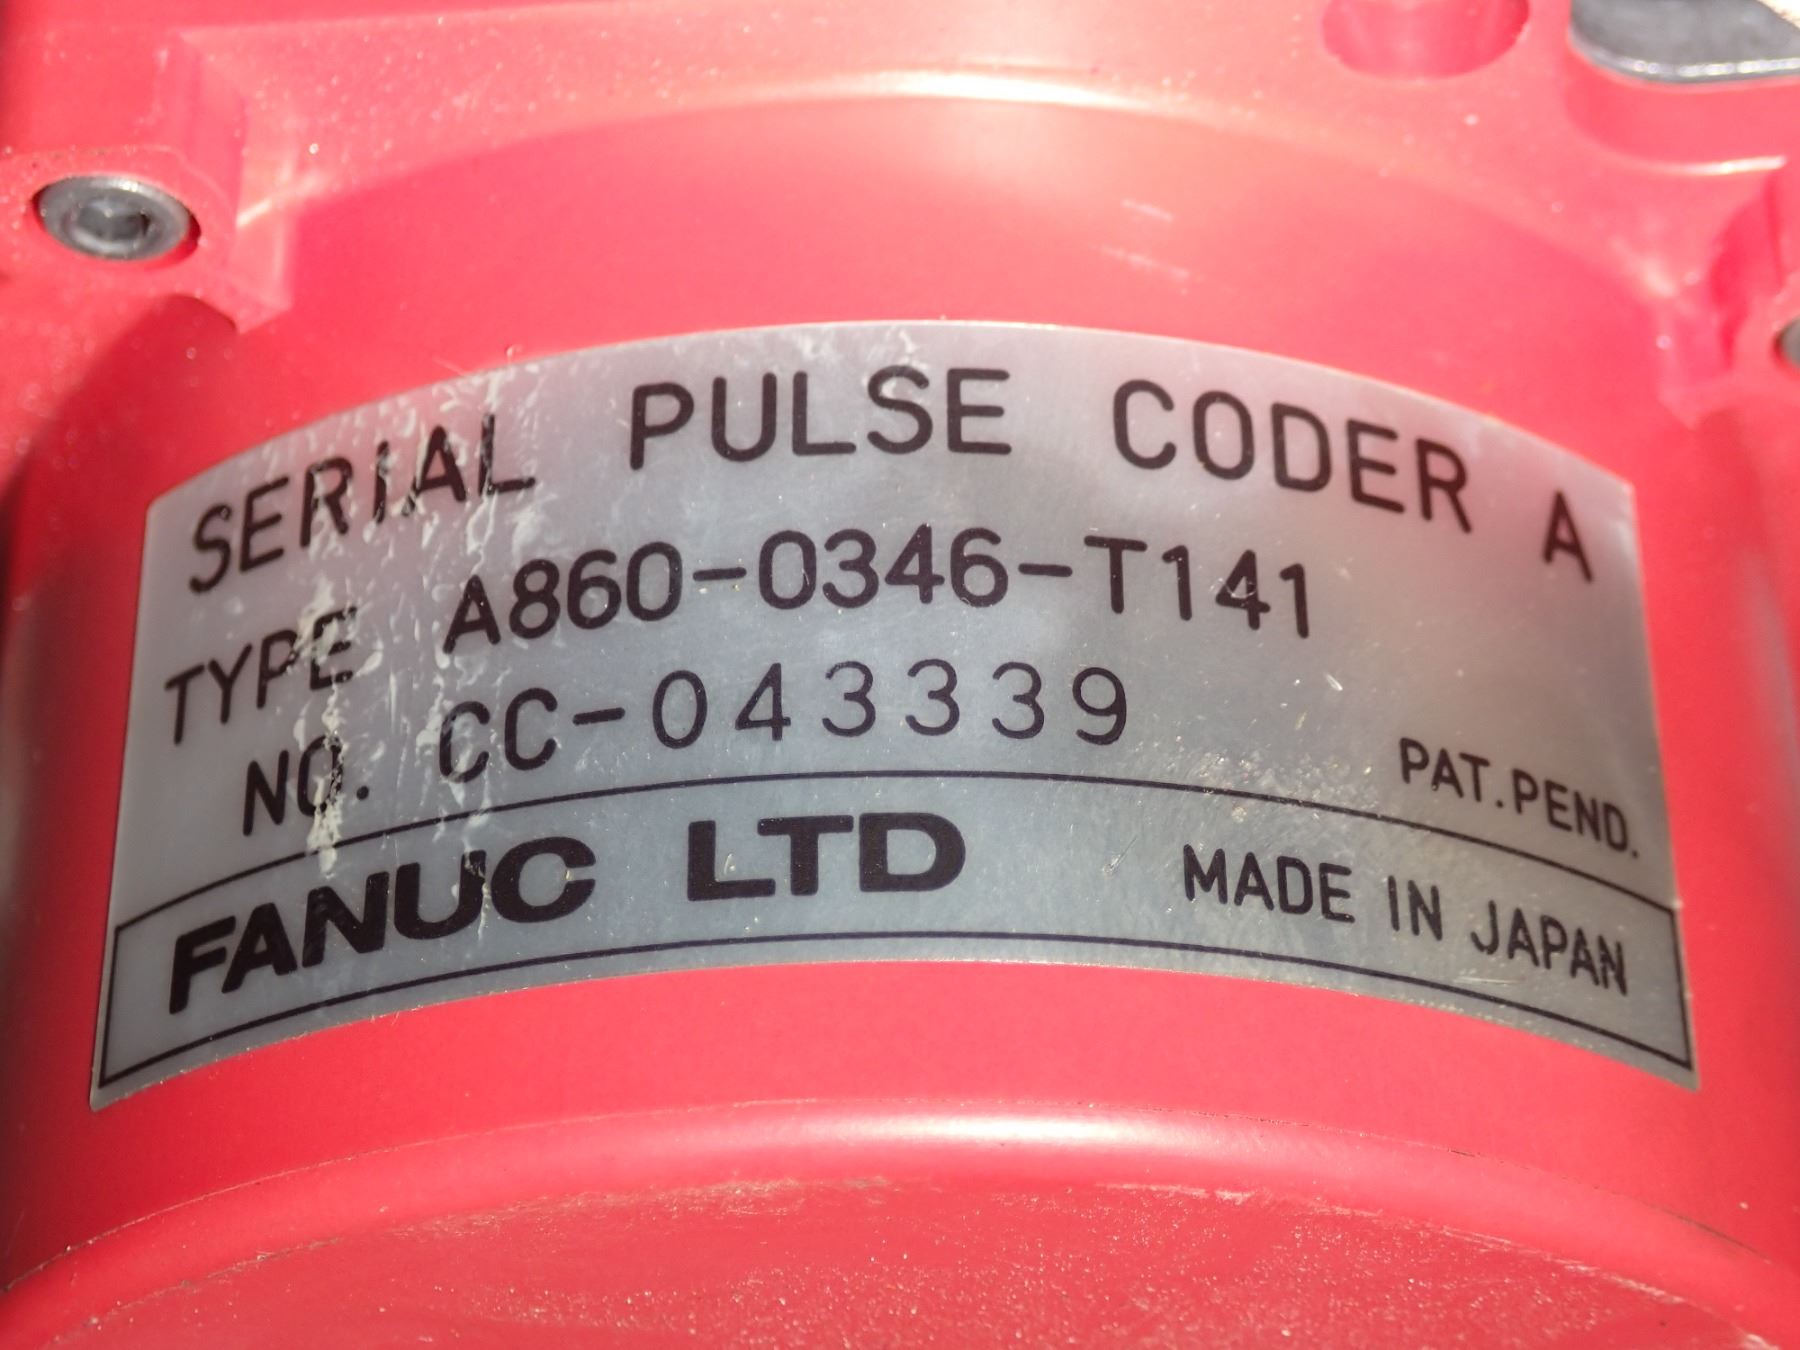 SERIAL PULSE CODER A
TYPE A860-0346-T141
NO. CC-043339
PAT.PEND.
FANUC LTD MADE IN JAPAN